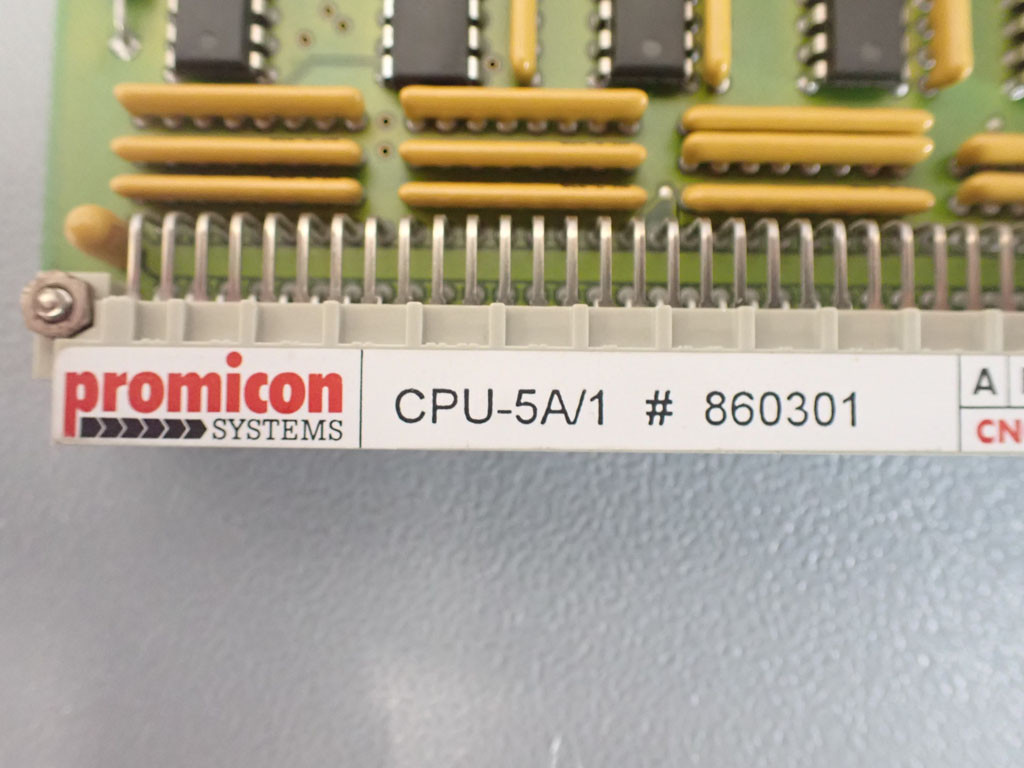 promicon
SYSTEMS
CPU-5A/1 # 860301
A
CN